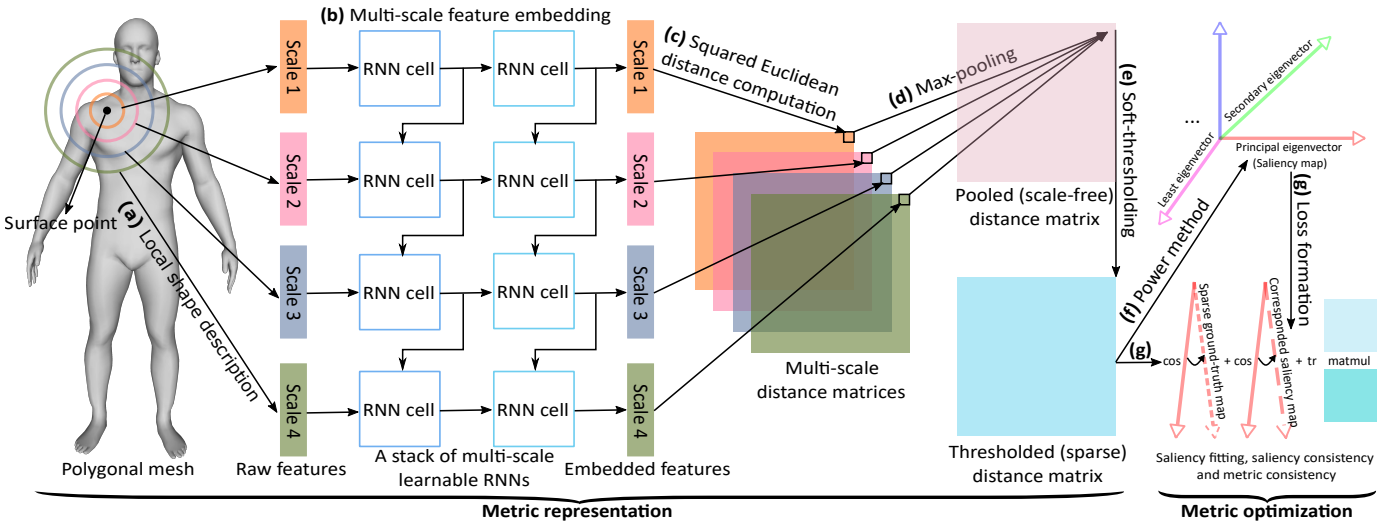 (b) Multi-scale feature embedding
Surface point
(a) Local shape description
Polygonal mesh
Scale 1
Scale 2
Scale 3
Scale 4
Raw features
RNN cell
RNN cell
RNN cell
RNN cell
RNN cell
RNN cell
RNN cell
RNN cell
A stack of multi-scale
learnable RNNs
Scale 1
Scale 2
Scale 3
Scale 4
Embedded features
(c) Squared Euclidean
distance computation
Multi-scale
distance matrices
(d) Max-pooling
Pooled (scale-free)
distance matrix
(e) Soft-thresholding
Thresholded (sparse)
distance matrix
(f) Power method
...
Secondary eigenvector
Principal eigenvector
(Saliency map)
Least eigenvector
(g) Loss formation
(g)
cos
Sparse ground-truth map
+ cos
Corresponded saliency map
+ tr
matmul
Saliency fitting, saliency consistency
and metric consistency
Metric representation
Metric optimization